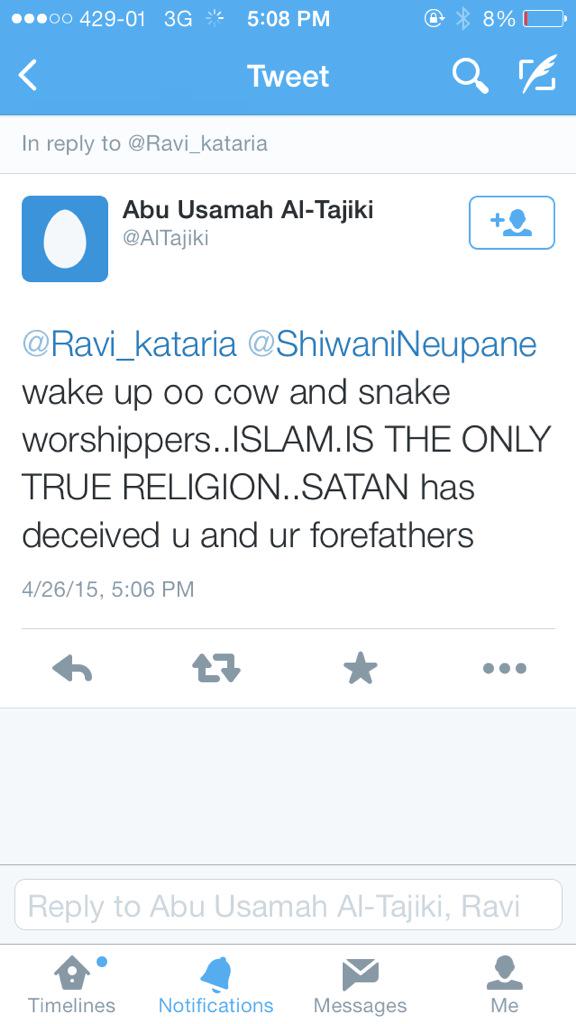 429-01 3G 5:08 PM 8%
Tweet
In reply to @Ravi_kataria
Abu Usamah Al-Tajiki
@AlTajiki
@Ravi_kataria @ShiwaniNeupane
wake up oo cow and snake
worshippers..ISLAM.IS THE ONLY
TRUE RELIGION..SATAN has
deceived u and ur forefathers
4/26/15, 5:06 PM
Reply to Abu Usamah Al-Tajiki, Ravi
Timelines Notifications Messages Me